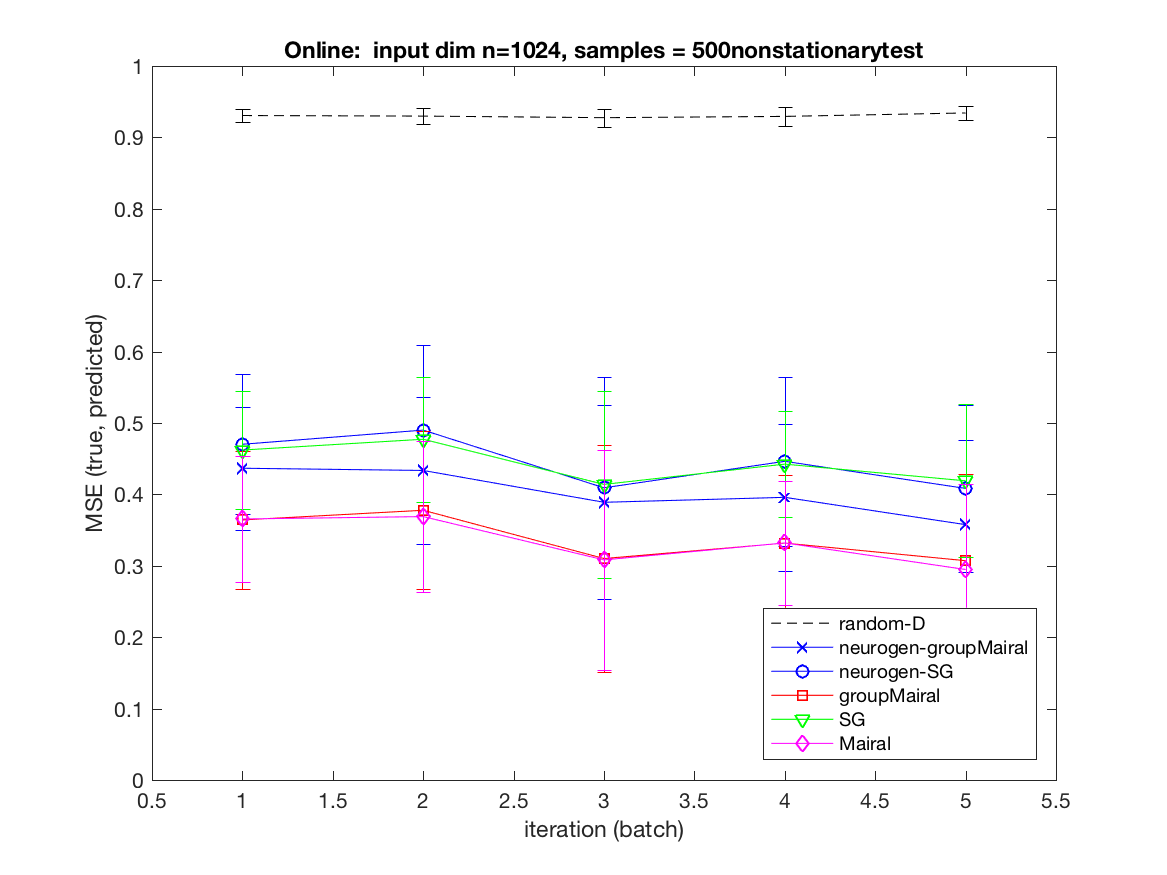 Online:  input dim n=1024, samples = 500nonstationarytest
MSE (true, predicted)
1
0.9
0.8
0.7
0.6
0.5
0.4
0.3
0.2
0.1
0
random-D
neurogen-groupMairal
neurogen-SG
groupMairal
SG
Mairal
0.5 1 1.5 2 2.5 3 3.5 4 4.5 5 5.5
iteration (batch)